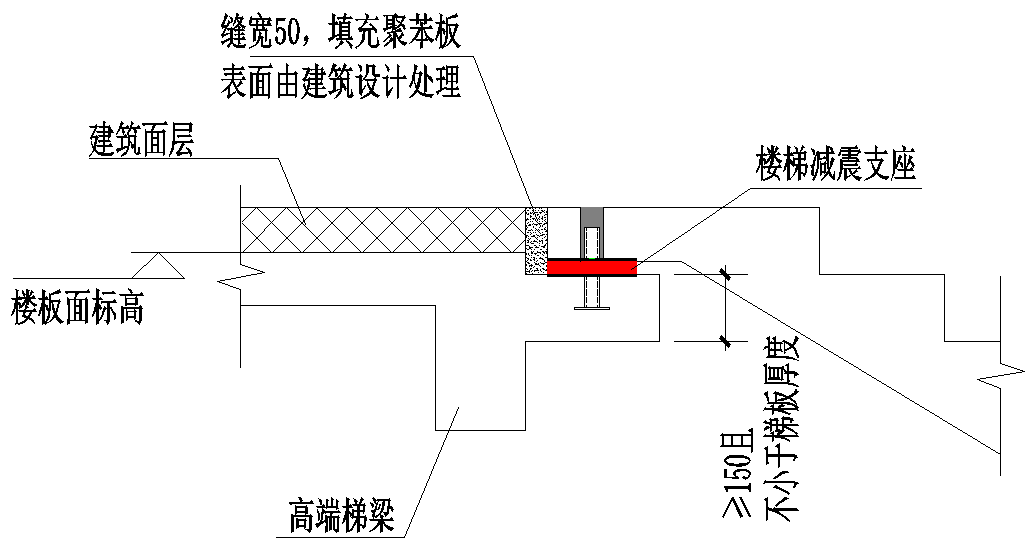 缝宽50，填充聚苯板
表面由建筑设计处理
建筑面层
楼梯减震支座
楼板面标高
≥150且
不小于梯板厚度
高端梯梁